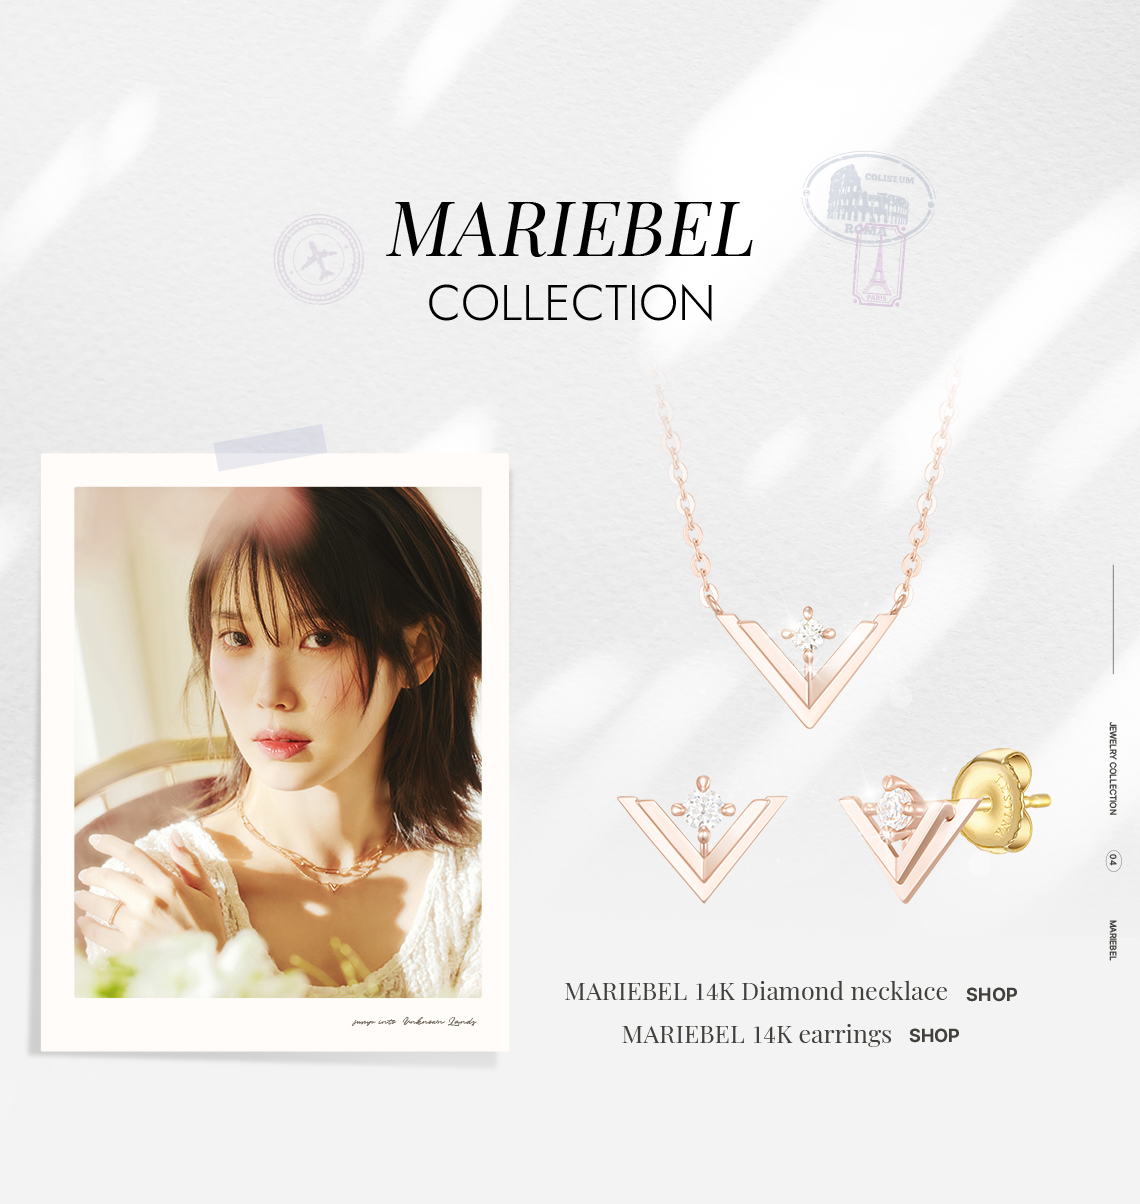 MARIEBEL
COLLECTION
COLISEUM
ROMA
PARIS
jump into Unknown Lands
MARIEBEL 14K Diamond necklace SHOP
MARIEBEL 14K earrings SHOP
JEWELRY COLLECTION
04
MARIEBEL